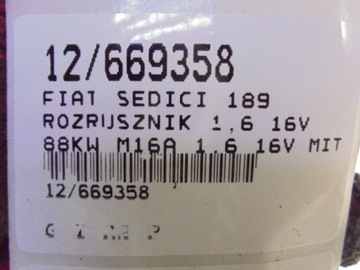 12/669358
FIAT SEDICI 189
ROZRUSZNIK 1,6 16V
88KW M16A 1,6 16V MIT
12/669358